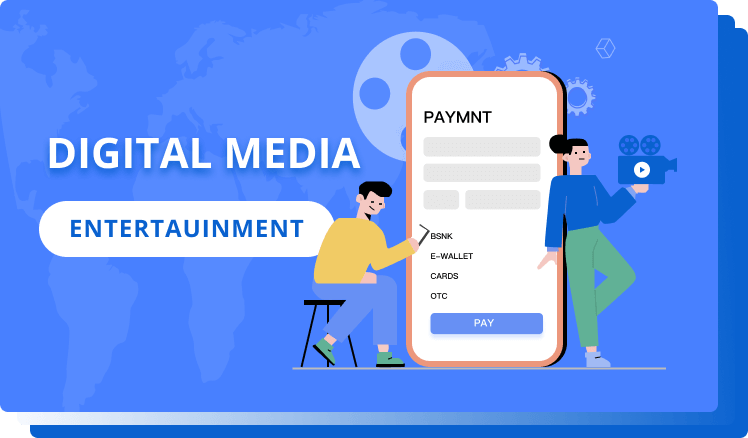 DIGITAL MEDIA
ENTERTAUINMENT
PAYMNT
BSNK
E-WALLET
CARDS
OTC
PAY